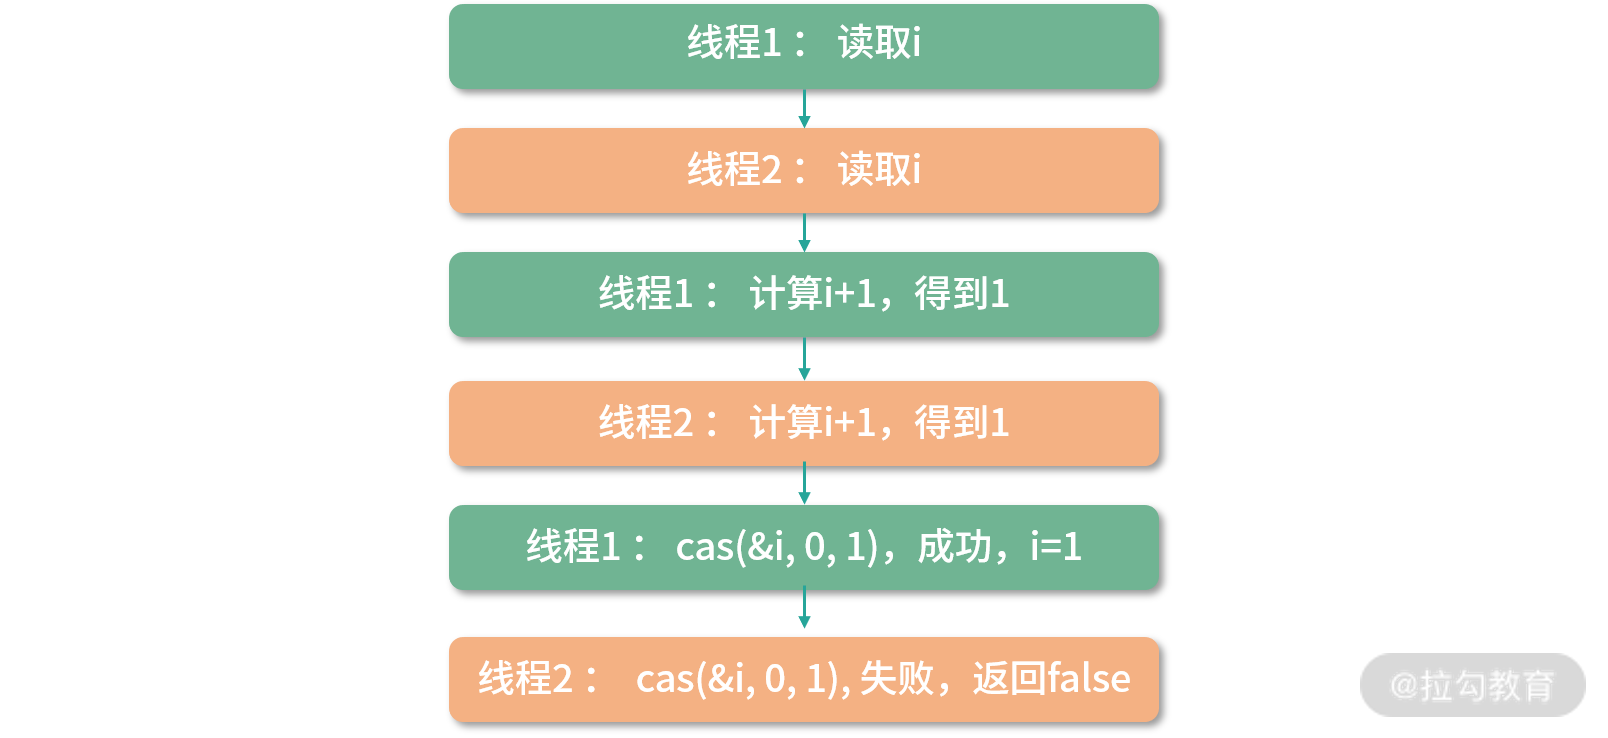 线程1： 读取i
线程2： 读取i
线程1： 计算i+1，得到1
线程2： 计算i+1，得到1
线程1： cas(&i, 0, 1)，成功，i=1
线程2： cas(&i, 0, 1), 失败，返回false
@拉勾教育